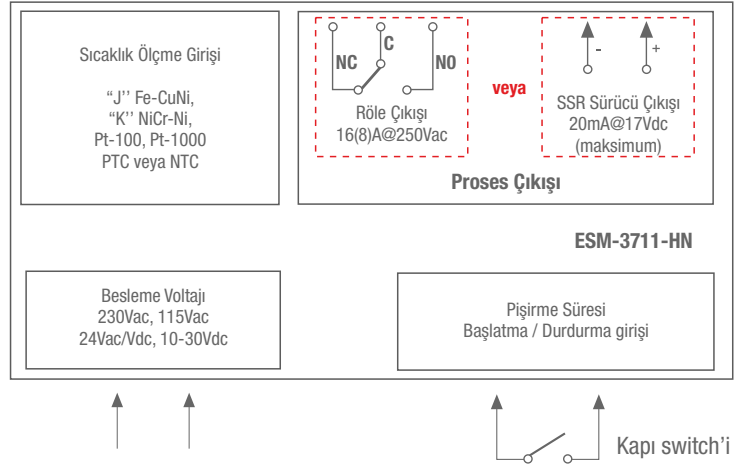 Sıcaklık Ölçme Girişi
“J’’ Fe-CuNi,
“K’’ NiCr-Ni,
Pt-100, Pt-1000
PTC veya NTC
C
NC
NO
Röle Çıkışı
16(8)A@250Vac
veya
-
+
SSR Sürücü Çıkışı
20mA@17Vdc
(maksimum)
Proses Çıkışı
ESM-3711-HN
Besleme Voltajı
230Vac, 115Vac
24Vac/Vdc, 10-30Vdc
Pişirme Süresi
Başlatma / Durdurma girişi
Kapı switch’i